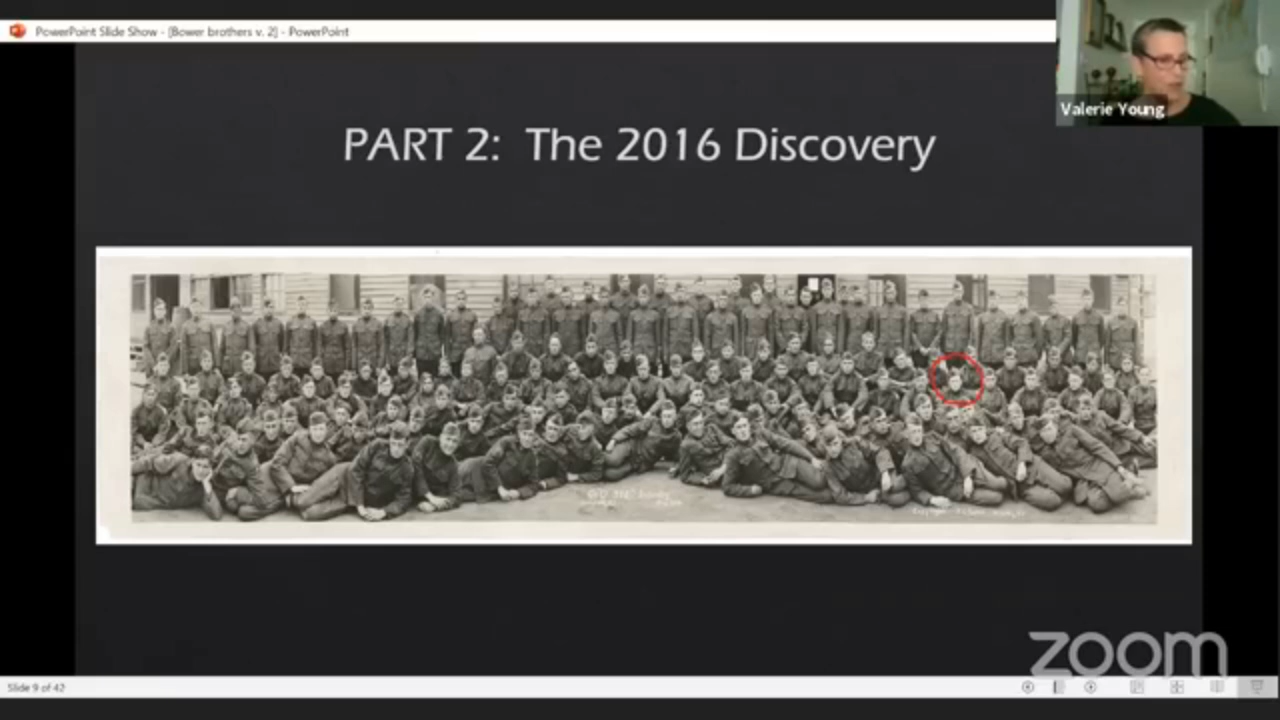 PowerPoint Slide Show - [Bower brothers v. 2] - PowerPoint
Valerie Young
PART 2: The 2016 Discovery
zoom
Slide 9 of 42